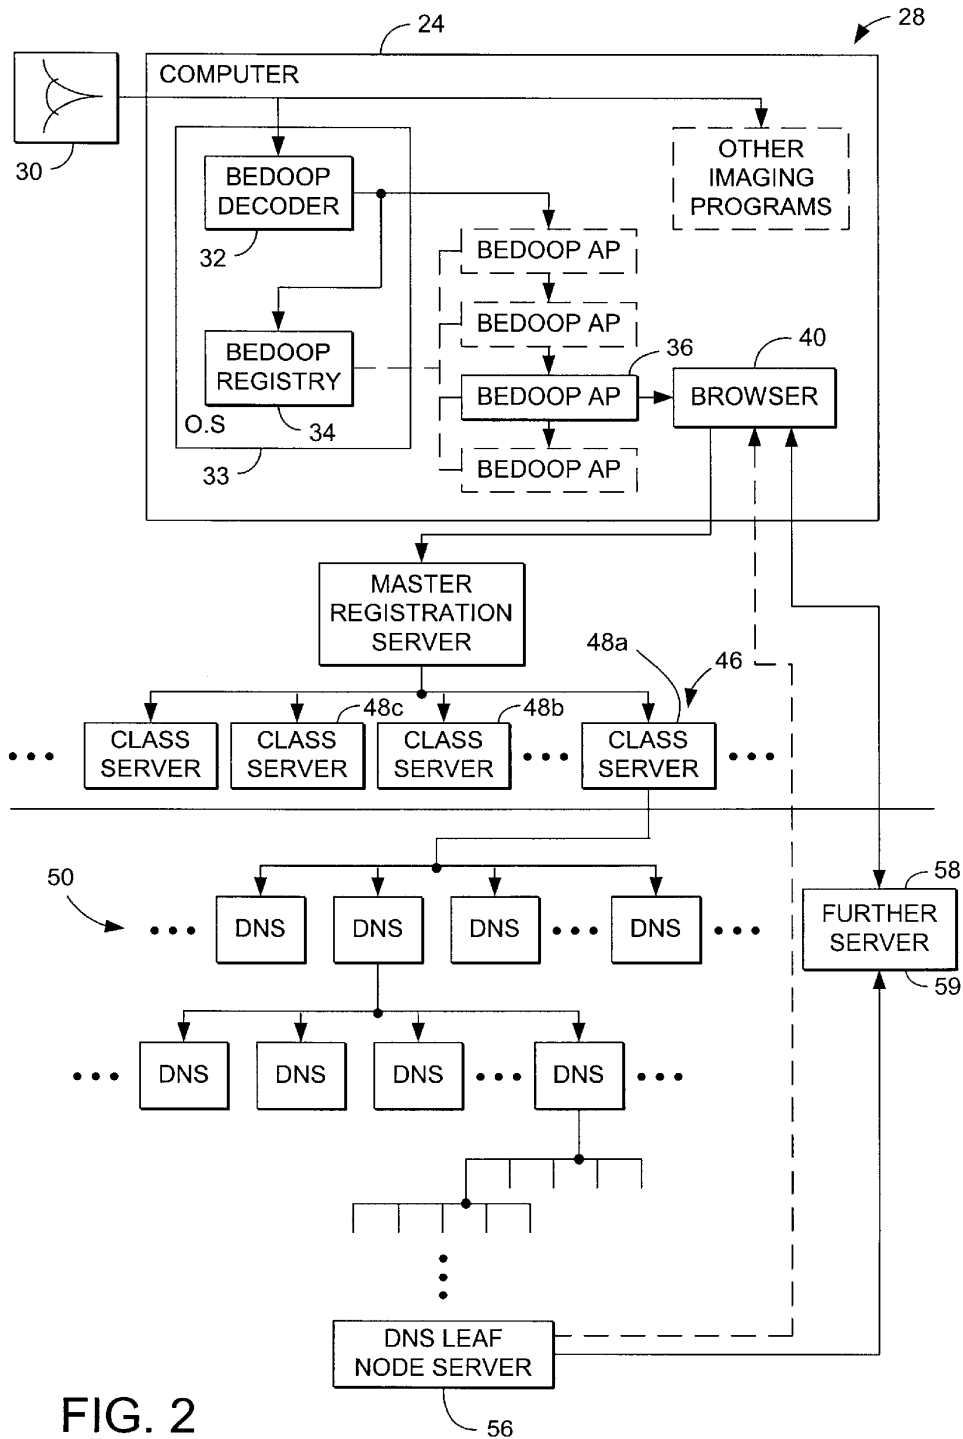 24
28
COMPUTER
30
OTHER
IMAGING
PROGRAMS
BEDOOP
DECODER
32
BEDOOP AP
BEDOOP AP
40
36
BEDOOP
REGISTRY
BEDOOP AP
BROWSER
O.S
34
33
BEDOOP AP
MASTER
REGISTRATION
SERVER
48a
46
48c
48b
CLASS
SERVER
CLASS
SERVER
CLASS
SERVER
CLASS
SERVER
50
DNS
DNS
DNS
DNS
58
FURTHER
SERVER
59
DNS
DNS
DNS
DNS
DNS LEAF
NODE SERVER
56
FIG. 2